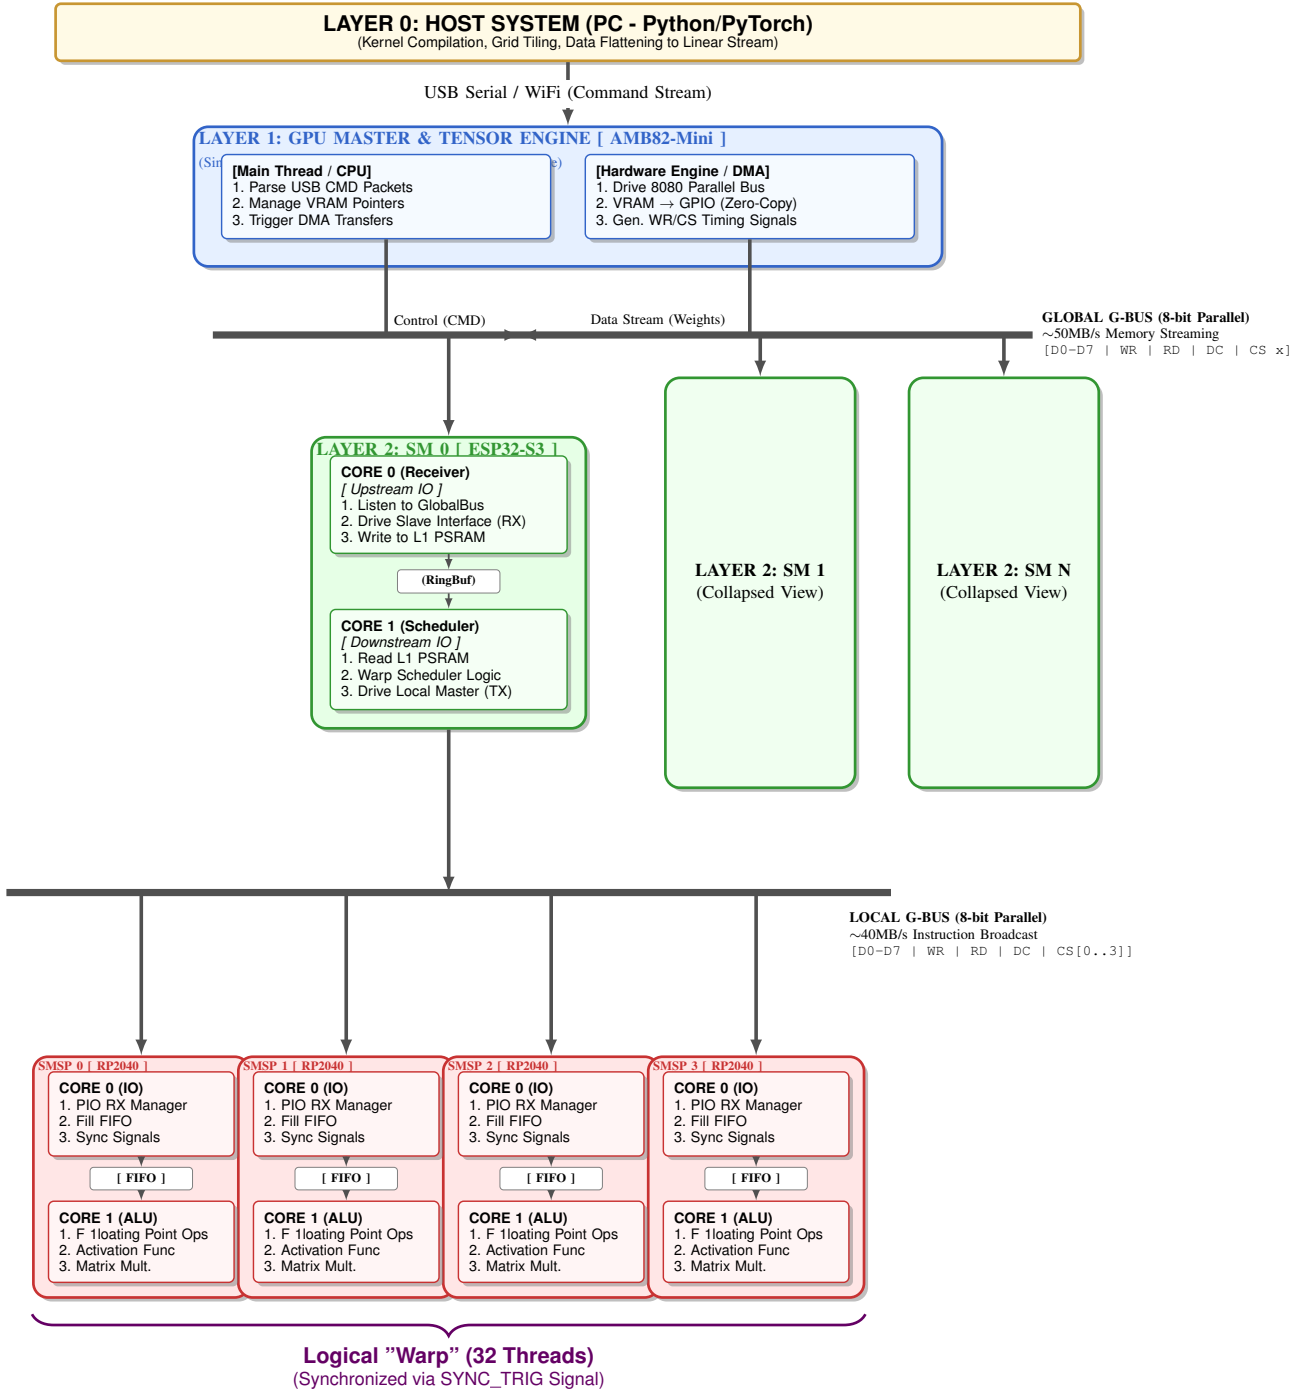 LAYER 0: HOST SYSTEM (PC - Python/PyTorch)
(Kernel Compilation, Grid Tiling, Data Flattening to Linear Stream)
USB Serial / WiFi (Command Stream)
LAYER 1: GPU MASTER & TENSOR ENGINE [ AMB82-Mini ]
[Main Thread / CPU]
1. Parse USB CMD Packets
2. Manage VRAM Pointers
3. Trigger DMA Transfers
[Hardware Engine / DMA]
1. Drive 8080 Parallel Bus
2. VRAM → GPIO (Zero-Copy)
3. Gen. WR/CS Timing Signals
Control (CMD)
Data Stream (Weights)
GLOBAL G-BUS (8-bit Parallel)
~50MB/s Memory Streaming
[D0-D7 | WR | RD | DC | CS x]
LAYER 2: SM 0 [ ESP32-S3 ]
CORE 0 (Receiver)
[ Upstream IO ]
1. Listen to GlobalBus
2. Drive Slave Interface (RX)
3. Write to L1 PSRAM
(RingBuf)
CORE 1 (Scheduler)
[ Downstream IO ]
1. Read L1 PSRAM
2. Warp Scheduler Logic
3. Drive Local Master (TX)
LAYER 2: SM 1
(Collapsed View)
LAYER 2: SM N
(Collapsed View)
LOCAL G-BUS (8-bit Parallel)
~40MB/s Instruction Broadcast
[D0-D7 | WR | RD | DC | CS[0..3]]
SMSP 0 [ RP2040 ]
CORE 0 (IO)
1. PIO RX Manager
2. Fill FIFO
3. Sync Signals
[ FIFO ]
CORE 1 (ALU)
1. F 1loating Point Ops
2. Activation Func
3. Matrix Mult.
SMSP 1 [ RP2040 ]
CORE 0 (IO)
1. PIO RX Manager
2. Fill FIFO
3. Sync Signals
[ FIFO ]
CORE 1 (ALU)
1. F 1loating Point Ops
2. Activation Func
3. Matrix Mult.
SMSP 2 [ RP2040 ]
CORE 0 (IO)
1. PIO RX Manager
2. Fill FIFO
3. Sync Signals
[ FIFO ]
CORE 1 (ALU)
1. F 1loating Point Ops
2. Activation Func
3. Matrix Mult.
SMSP 3 [ RP2040 ]
CORE 0 (IO)
1. PIO RX Manager
2. Fill FIFO
3. Sync Signals
[ FIFO ]
CORE 1 (ALU)
1. F 1loating Point Ops
2. Activation Func
3. Matrix Mult.
Logical ”Warp” (32 Threads)
(Synchronized via SYNC_TRIG Signal)